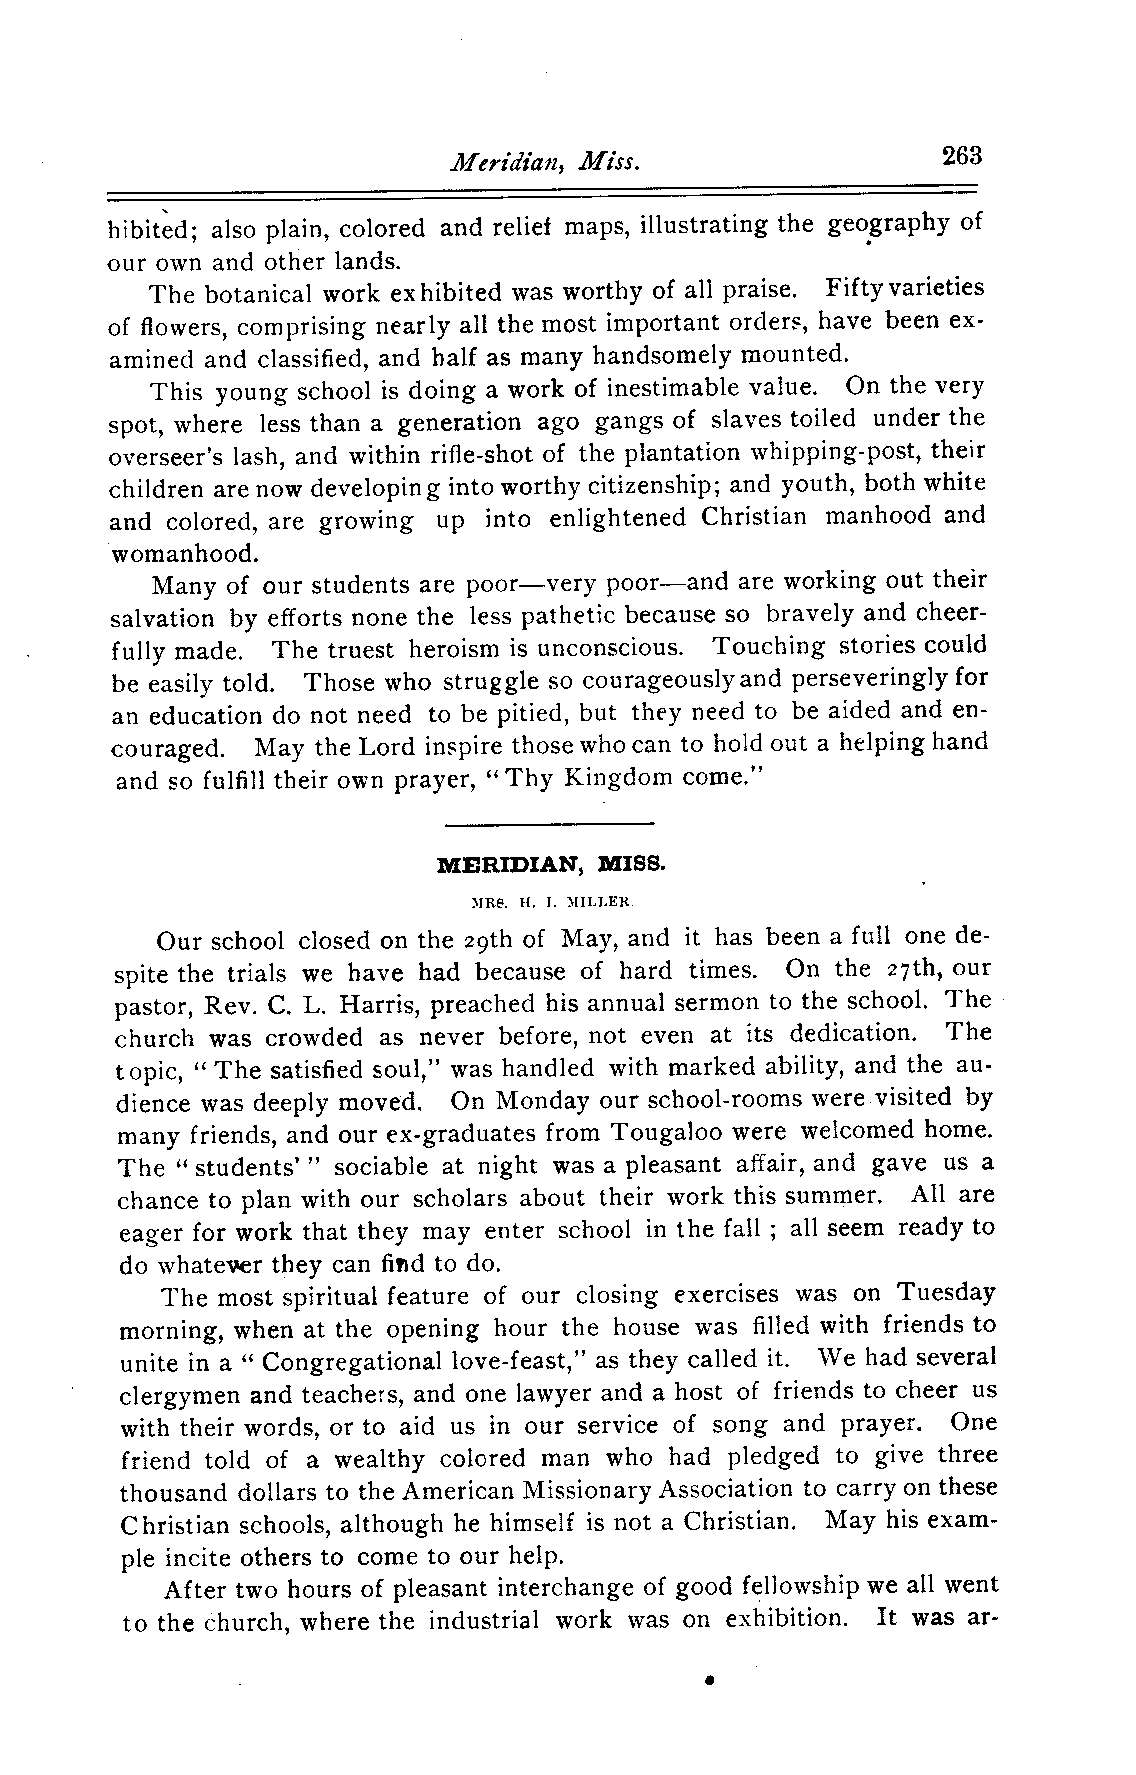 Meridian, Miss. 263
hibited; also plain, colored and relief maps, illustrating the geography of
our own and other lands.
The botanical work exhibited was worthy of all praise. Fifty varieties
of flowers, comprising nearly all the most important orders, have been ex-
amined and classified, and half as many handsomely mounted.
This young school is doing a work of inestimable value. On the very
spot, where less than a generation ago gangs of slaves toiled under the
overseer's lash, and within rifle-shot of the plantation whipping-post, their
children are now developing into worthy citizenship; and youth, both white
and colored, are growing up into enlightened Christian manhood and
womanhood.
Many of our students are poor—very poor—and are working out their
salvation by efforts none the less pathetic because so bravely and cheer-
fully made. The truest heroism is unconscious. Touching stories could
be easily told. Those who struggle so courageously and perseveringly for
an education do not need to be pitied, but they need to be aided and en-
couraged. May the Lord inspire those who can to hold out a helping hand
and so fulfill their own prayer, "Thy Kingdom come."
MERIDIAN, MISS.
MRS. H. I. MILLER.
Our school closed on the 29th of May, and it has been a full one de-
spite the trials we have had because of hard times. On the 27th, our
pastor, Rev. C. L. Harris, preached his annual sermon to the school. The
church was crowded as never before, not even at its dedication. The
topic, "The satisfied soul," was handled with marked ability, and the au-
dience was deeply moved. On Monday our school-rooms were visited by
many friends, and our ex-graduates from Tougaloo were welcomed home.
The "students'" sociable at night was a pleasant affair, and gave us a
chance to plan with our scholars about their work this summer. All are
eager for work that they may enter school in the fall; all seem ready to
do whatever they can find to do.
The most spiritual feature of our closing exercises was on Tuesday
morning, when at the opening hour the house was filled with friends to
unite in a "Congregational love-feast," as they called it. We had several
clergymen and teachers, and one lawyer and a host of friends to cheer us
with their words, or to aid us in our service of song and prayer. One
friend told of a wealthy colored man who had pledged to give three
thousand dollars to the American Missionary Association to carry on these
Christian schools, although he himself is not a Christian. May his exam-
ple incite others to come to our help.
After two hours of pleasant interchange of good fellowship we all went
to the church, where the industrial work was on exhibition. It was ar-